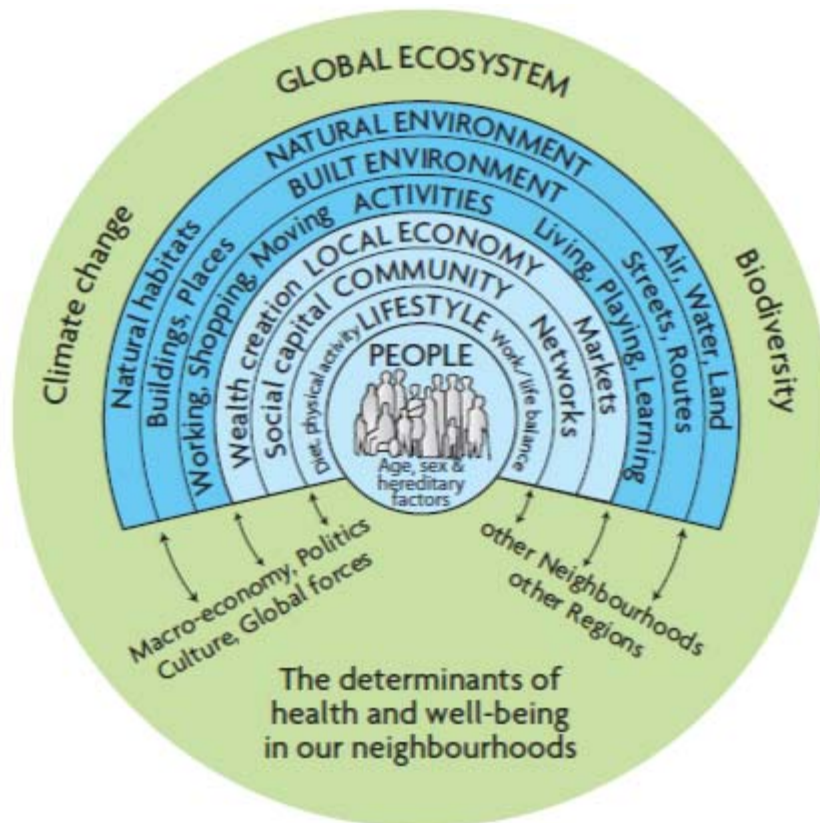 GLOBAL ECOSYSTEM
Climate change
Biodiversity
NATURAL ENVIRONMENT
Natural habitats
Air, Water, Land
BUILT ENVIRONMENT
Buildings, Places
Streets, Routes
ACTIVITIES
Working, Shopping, Moving
Living, Playing, Learning
LOCAL ECONOMY
Wealth creation
Markets
COMMUNITY
Social capital
Networks
LIFESTYLE
Diet, physical activity
Work/life balance
PEOPLE
Age, sex &
hereditary
factors
Macro-economy, Politics
Culture, Global forces
other Neighbourhoods
other Regions
The determinants of
health and well-being
in our neighbourhoods